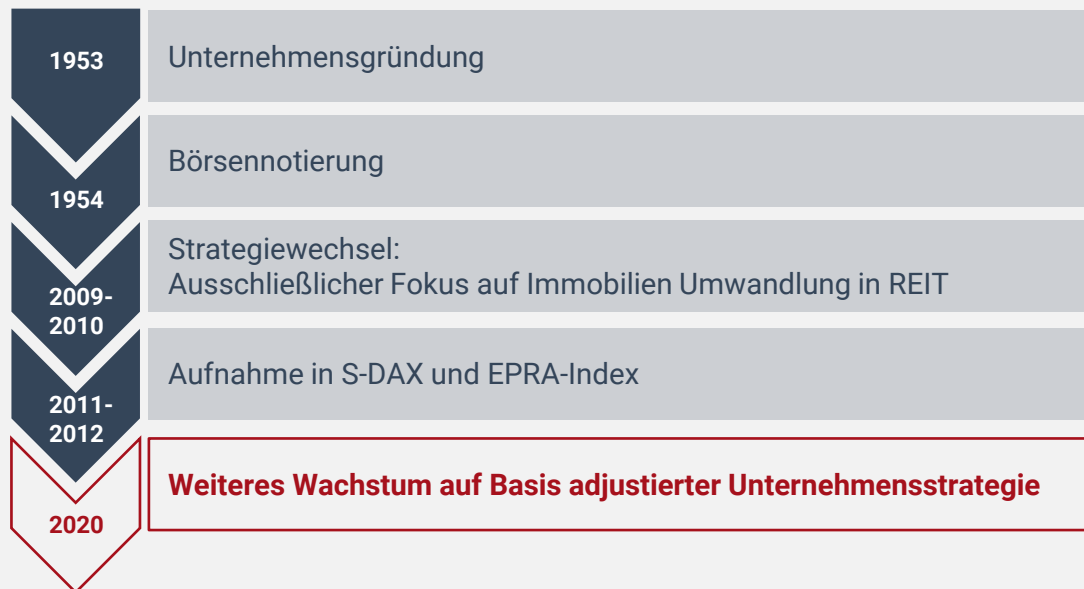 1953
Unternehmensgründung
1954
Börsennotierung
2009-
2010
Strategiewechsel:
Ausschließlicher Fokus auf Immobilien Umwandlung in REIT
2011-
2012
Aufnahme in S-DAX und EPRA-Index
2020
Weiteres Wachstum auf Basis adjustierter Unternehmensstrategie